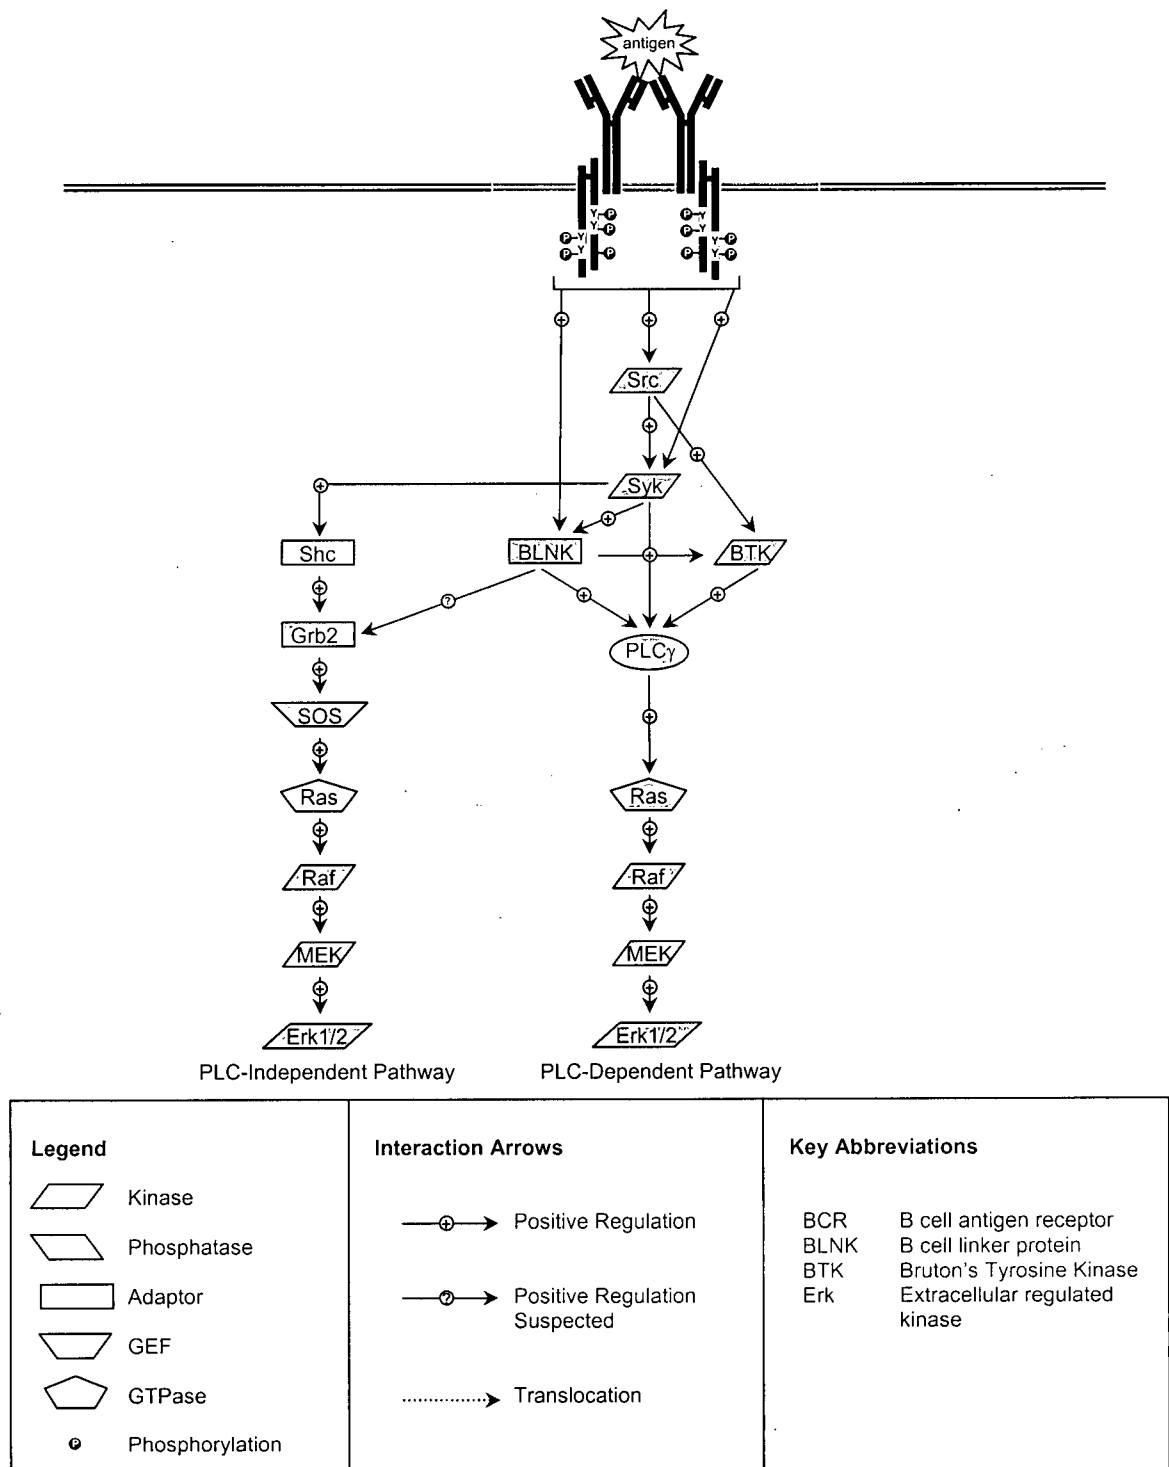 antigen
Y P
Y P
P Y
P Y P
P Y
P Y
Y P
P Y P
+ + +
Src
+
+
+ Syk
+
Shc BLNK + BTK
+ ? + +
Grb2 PLCγ
+
SOS +
+
Ras Ras
+ +
Raf Raf
+ +
MEK MEK
+ +
Erk1/2 Erk1/2
PLC-Independent Pathway PLC-Dependent Pathway
Legend
Kinase
Phosphatase
Adaptor
GEF
GTPase
P Phosphorylation
Interaction Arrows
+ Positive Regulation
? Positive Regulation
Suspected
Translocation
Key Abbreviations
BCR B cell antigen receptor
BLNK B cell linker protein
BTK Bruton's Tyrosine Kinase
Erk Extracellular regulated
kinase